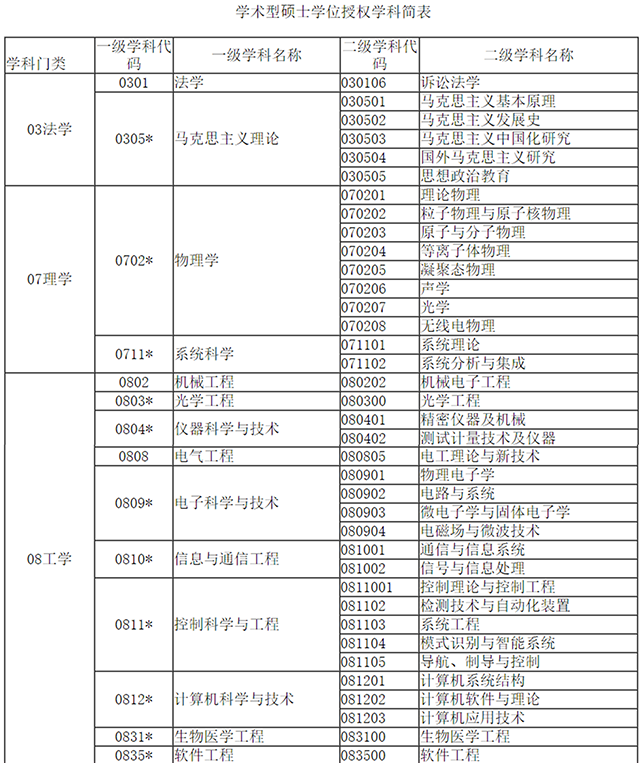 学术型硕士学位授权学科简表
学科门类 一级学科代码 一级学科名称 二级学科代码 二级学科名称
03法学 0301 法学 030106 诉讼法学
0305* 马克思主义理论 030501 马克思主义基本原理
030502 马克思主义发展史
030503 马克思主义中国化研究
030504 国外马克思主义研究
030505 思想政治教育
07理学 0702* 物理学 070201 理论物理
070202 粒子物理与原子核物理
070203 原子与分子物理
070204 等离子体物理
070205 凝聚态物理
070206 声学
070207 光学
070208 无线电物理
0711* 系统科学 071101 系统理论
071102 系统分析与集成
08工学 0802 机械工程 080202 机械电子工程
0803* 光学工程 080300 光学工程
0804* 仪器科学与技术 080401 精密仪器及机械
080402 测试计量技术及仪器
0808 电气工程 080805 电工理论与新技术
0809* 电子科学与技术 080901 物理电子学
080902 电路与系统
080903 微电子学与固体电子学
080904 电磁场与微波技术
0810* 信息与通信工程 081001 通信与信息系统
081002 信号与信息处理
0811* 控制科学与工程 0811001 控制理论与控制工程
081102 检测技术与自动化装置
081103 系统工程
081104 模式识别与智能系统
081105 导航、制导与控制
0812* 计算机科学与技术 081201 计算机系统结构
081202 计算机软件与理论
081203 计算机应用技术
0831* 生物医学工程 083100 生物医学工程
0835* 软件工程 083500 软件工程